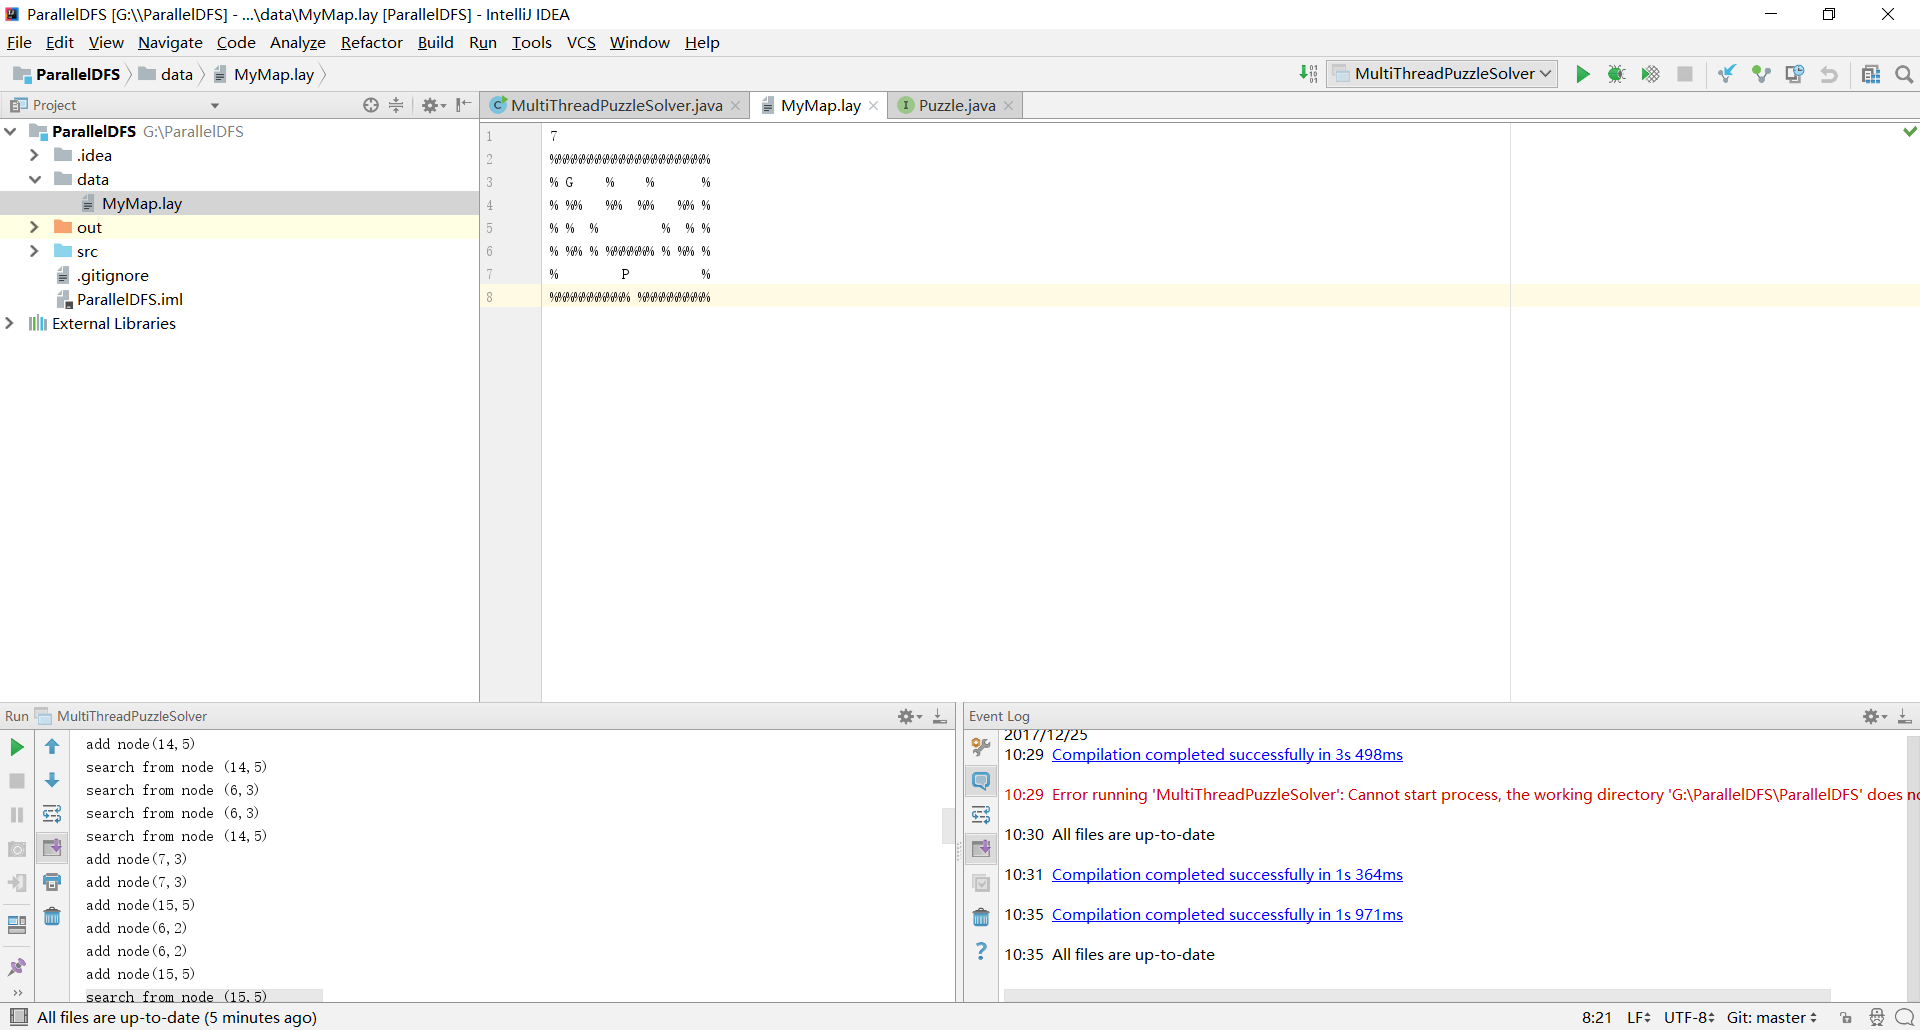 ParallelDFS [G:\\ParallelDFS] - ...\data\MyMap.lay [ParallelDFS] - IntelliJ IDEA
File Edit View Navigate Code Analyze Refactor Build Run Tools VCS Window Help
ParallelDFS data MyMap.lay MultiThreadPuzzleSolver
Project
MultiThreadPuzzleSolver.java MyMap.lay Puzzle.java
ParallelDFS G:\ParallelDFS
.idea
data
MyMap.lay
out
src
.gitignore
ParallelDFS.iml
External Libraries
1 7
2 %%%%%%%%%%%%%%%%%%%%
3 % G    %    %      %
4 % %%   %%  %%   %% %
5 % %  %        %  % %
6 % %% % %%%%%% % %% %
7 %        P         %
8 %%%%%%%%%% %%%%%%%%%
Run MultiThreadPuzzleSolver
add node(14,5)
search from node (14,5)
search from node (6,3)
search from node (6,3)
search from node (14,5)
add node(7,3)
add node(7,3)
add node(15,5)
add node(6,2)
add node(6,2)
add node(15,5)
search from node (15,5)
Event Log
2017/12/25
10:29 Compilation completed successfully in 3s 498ms
10:29 Error running 'MultiThreadPuzzleSolver': Cannot start process, the working directory 'G:\ParallelDFS\ParallelDFS' does
10:30 All files are up-to-date
10:31 Compilation completed successfully in 1s 364ms
10:35 Compilation completed successfully in 1s 971ms
10:35 All files are up-to-date
All files are up-to-date (5 minutes ago)
8:21 LF UTF-8 Git: master